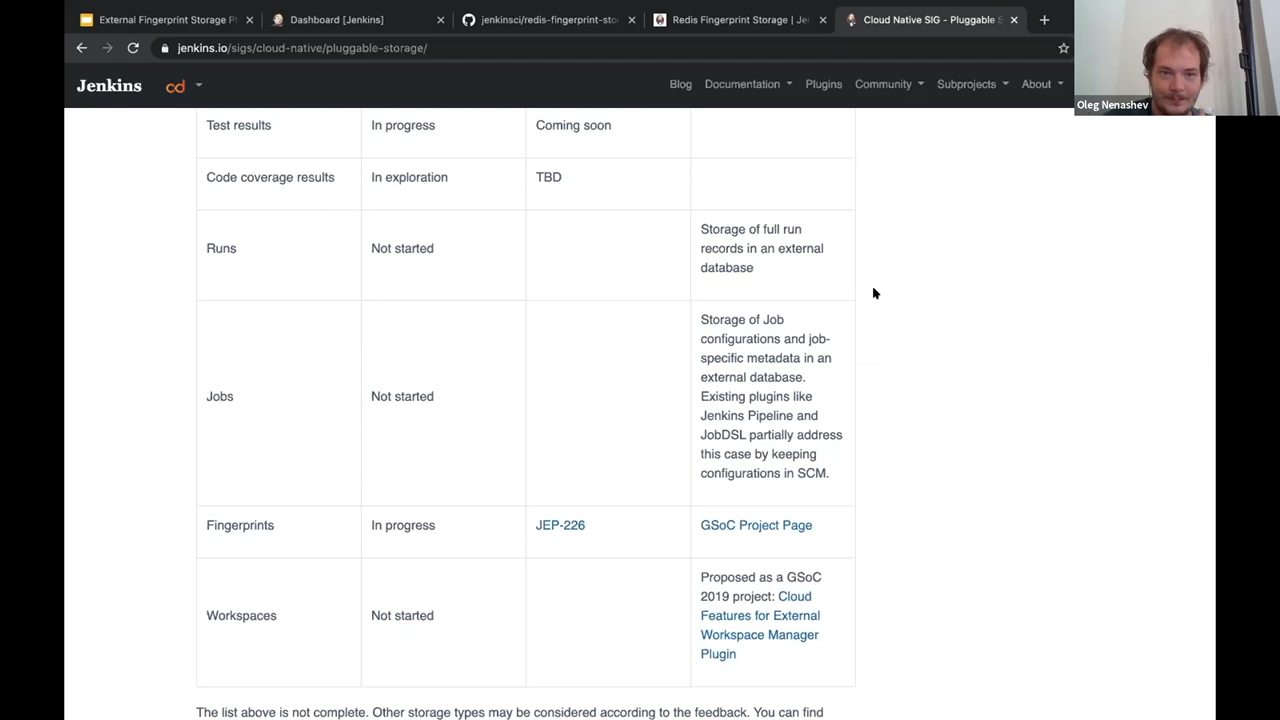 External Fingerprint Storage Pl
Dashboard [Jenkins]
jenkinsci/redis-fingerprint-sto
Redis Fingerprint Storage | Je
Cloud Native SIG - Pluggable S
jenkins.io/sigs/cloud-native/pluggable-storage/
Oleg Nenashev
Jenkins
cd
Blog
Documentation
Plugins
Community
Subprojects
About
Test results
In progress
Coming soon
Code coverage results
In exploration
TBD
Runs
Not started
Storage of full run
records in an external
database
Jobs
Not started
Storage of Job
configurations and job-
specific metadata in an
external database.
Existing plugins like
Jenkins Pipeline and
JobDSL partially address
this case by keeping
configurations in SCM.
Fingerprints
In progress
JEP-226
GSoC Project Page
Workspaces
Not started
Proposed as a GSoC
2019 project: Cloud
Features for External
Workspace Manager
Plugin
The list above is not complete. Other storage types may be considered according to the feedback. You can find